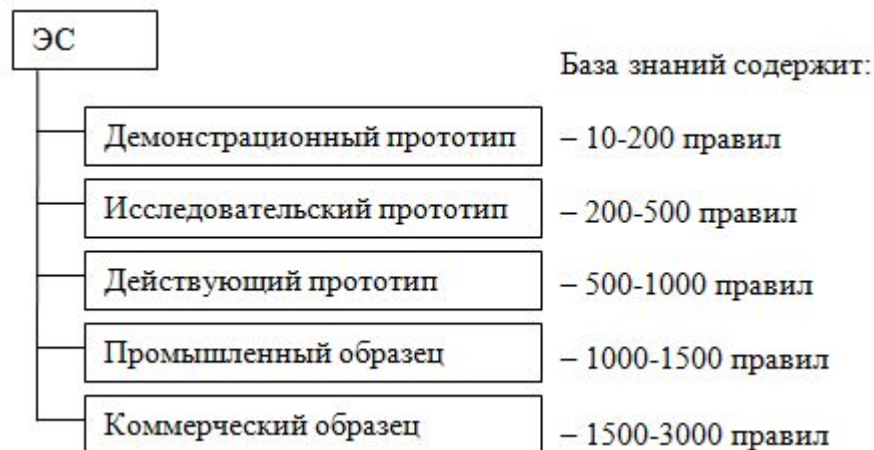 ЭС
База знаний содержит:
Демонстрационный прототип – 10-200 правил
Исследовательский прототип – 200-500 правил
Действующий прототип – 500-1000 правил
Промышленный образец – 1000-1500 правил
Коммерческий образец – 1500-3000 правил